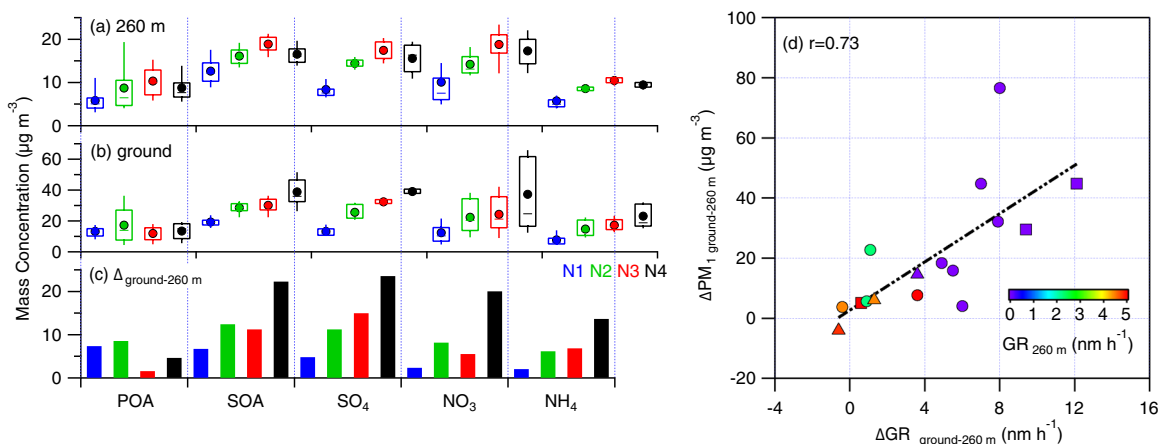 (a) 260 m
20
10
0
(b) ground
60
40
20
0
(c) Δ ground-260 m
N1 N2 N3 N4
20
10
0
Mass Concentration (µg m-3)
POA SOA SO4 NO3 NH4
(d) r=0.73
100
80
60
40
20
0
-20
ΔPM1 ground-260 m (µg m-3)
0 1 2 3 4 5
GR 260 m (nm h-1)
-4 0 4 8 12 16
ΔGR ground-260 m (nm h-1)